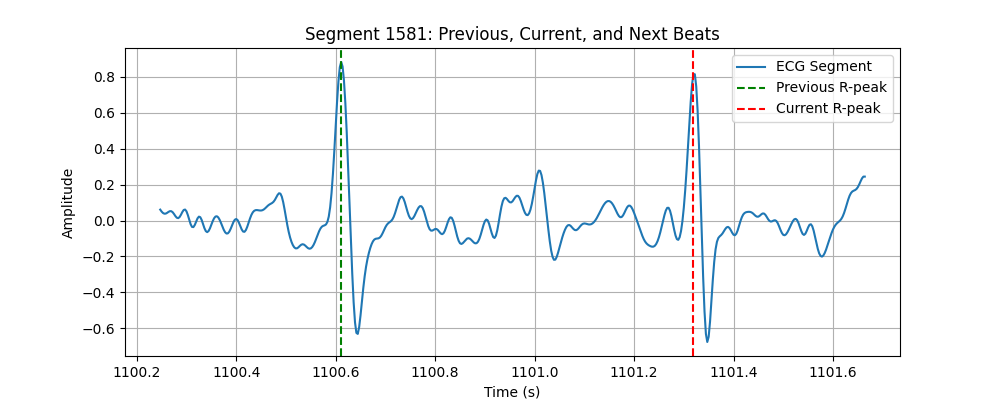 Segment 1581: Previous, Current, and Next Beats
ECG Segment
Previous R-peak
Current R-peak
0.8
0.6
0.4
0.2
0.0
−0.2
−0.4
−0.6
Amplitude
1100.2 1100.4 1100.6 1100.8 1101.0 1101.2 1101.4 1101.6
Time (s)